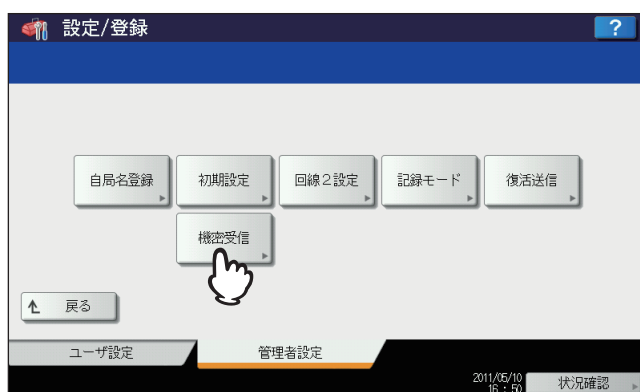 設定/登録
?
自局名登録
初期設定
回線2設定
記録モード
復活送信
機密受信
戻る
ユーザ設定
管理者設定
2011/05/10
16:50
状況確認